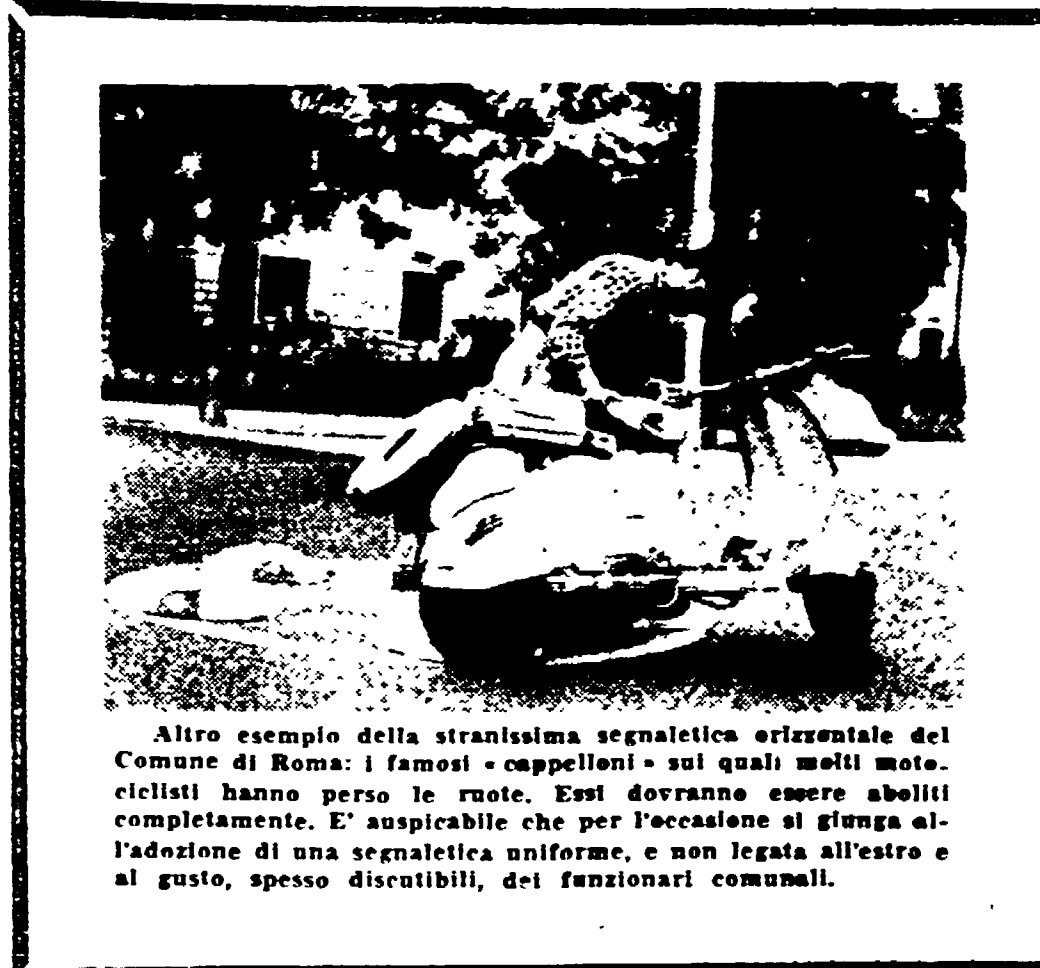 Altro esempio della stranissima segnaletica orizzontale del
Comune di Roma: i famosi « cappelloni » sui quali molti moto-
ciclisti hanno perso le ruote. Essi dovranno essere aboliti
completamente. E' auspicabile che per l'occasione si giunga al-
l'adozione di una segnaletica uniforme, e non legata all'estro e
al gusto, spesso discutibili, dei funzionari comunali.